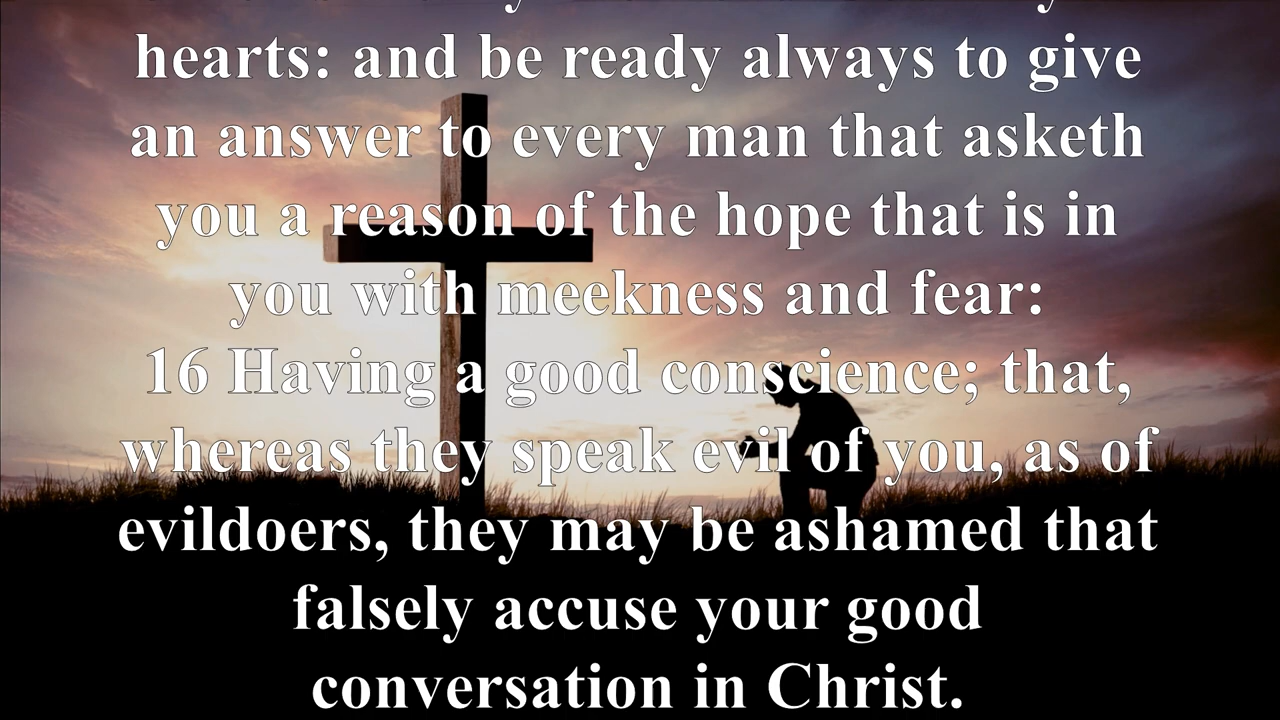 hearts: and be ready always to give
an answer to every man that asketh
you a reason of the hope that is in
you with meekness and fear:
16 Having a good conscience; that,
whereas they speak evil of you, as of
evildoers, they may be ashamed that
falsely accuse your good
conversation in Christ.